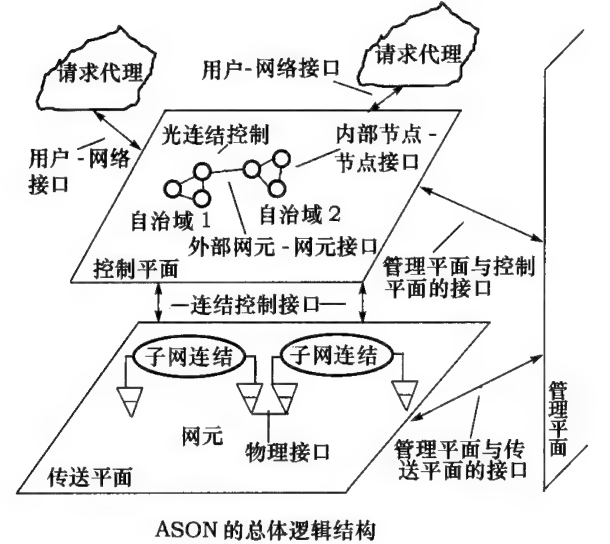 请求代理
用户-网络接口
请求代理
用户-网络
接口
光连结控制
内部节点-
节点接口
自治域1
自治域2
外部网元-网元接口
控制平面
管理平面与控制
平面的接口
连结控制接口
子网连结
子网连结
网元
物理接口
传送平面
管理平面与传
送平面的接口
管理平面
ASON的总体逻辑结构